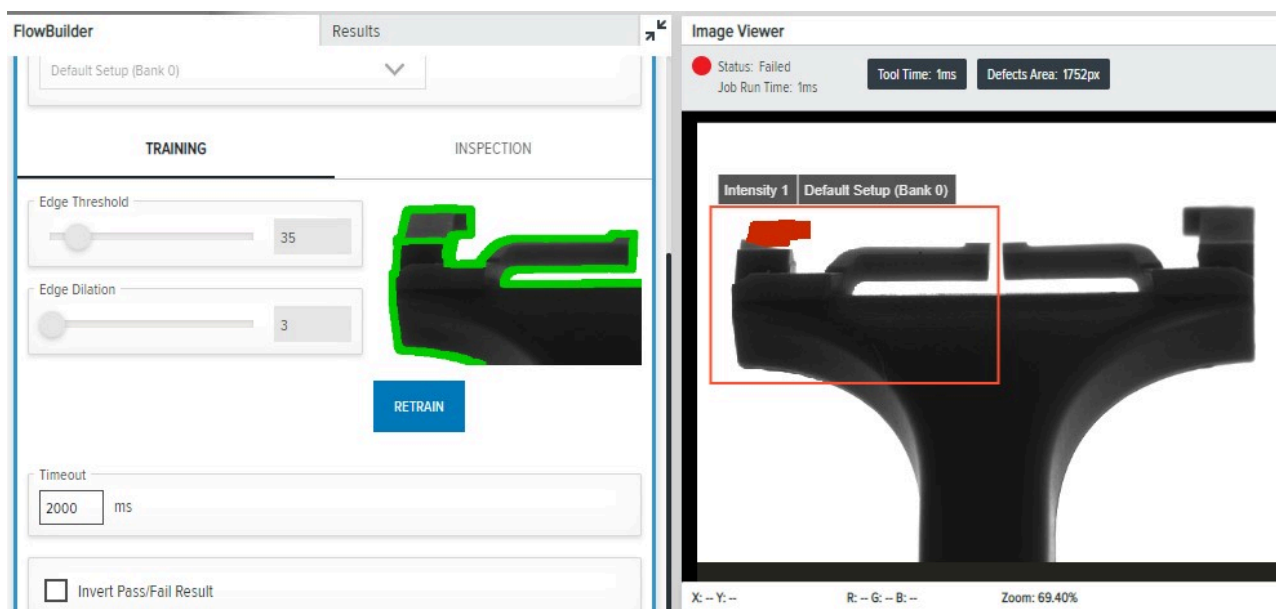 FlowBuilder
Results
Default Setup (Bank 0)
TRAINING
INSPECTION
Edge Threshold
35
Edge Dilation
3
RETRAIN
Timeout
2000 ms
Invert Pass/Fail Result
Image Viewer
Status: Failed
Job Run Time: 1ms
Tool Time: 1ms
Defects Area: 1752px
Intensity 1 Default Setup (Bank 0)
X: -- Y: -- R: -- G: -- B: -- Zoom: 69.40%